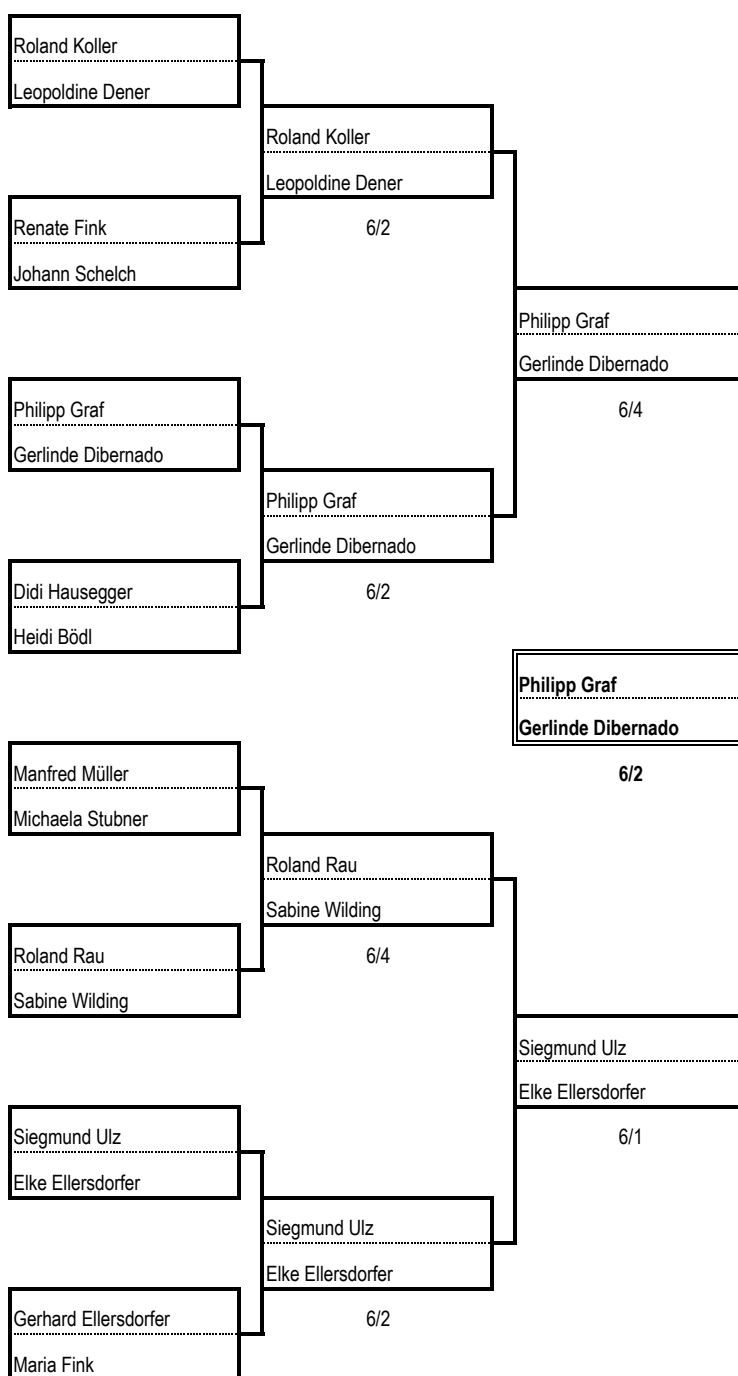 Roland Koller
Leopoldine Dener
Roland Koller
Leopoldine Dener
Renate Fink
6/2
Johann Schelch
Philipp Graf
Gerlinde Dibernado
Philipp Graf
6/4
Gerlinde Dibernado
Philipp Graf
Gerlinde Dibernado
Didi Hausegger
6/2
Heidi Bödl
Philipp Graf
Gerlinde Dibernado
Manfred Müller
6/2
Michaela Stubner
Roland Rau
Sabine Wilding
Roland Rau
6/4
Sabine Wilding
Siegmund Ulz
Elke Ellersdorfer
Siegmund Ulz
6/1
Elke Ellersdorfer
Siegmund Ulz
Elke Ellersdorfer
Gerhard Ellersdorfer
6/2
Maria Fink